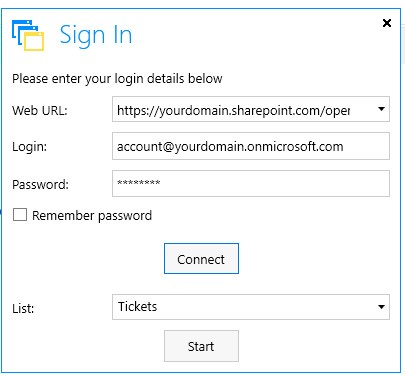 Sign In
Please enter your login details below
Web URL: https://yourdomain.sharepoint.com/oper
Login: account@yourdomain.onmicrosoft.com
Password: ********
Remember password
Connect
List: Tickets
Start